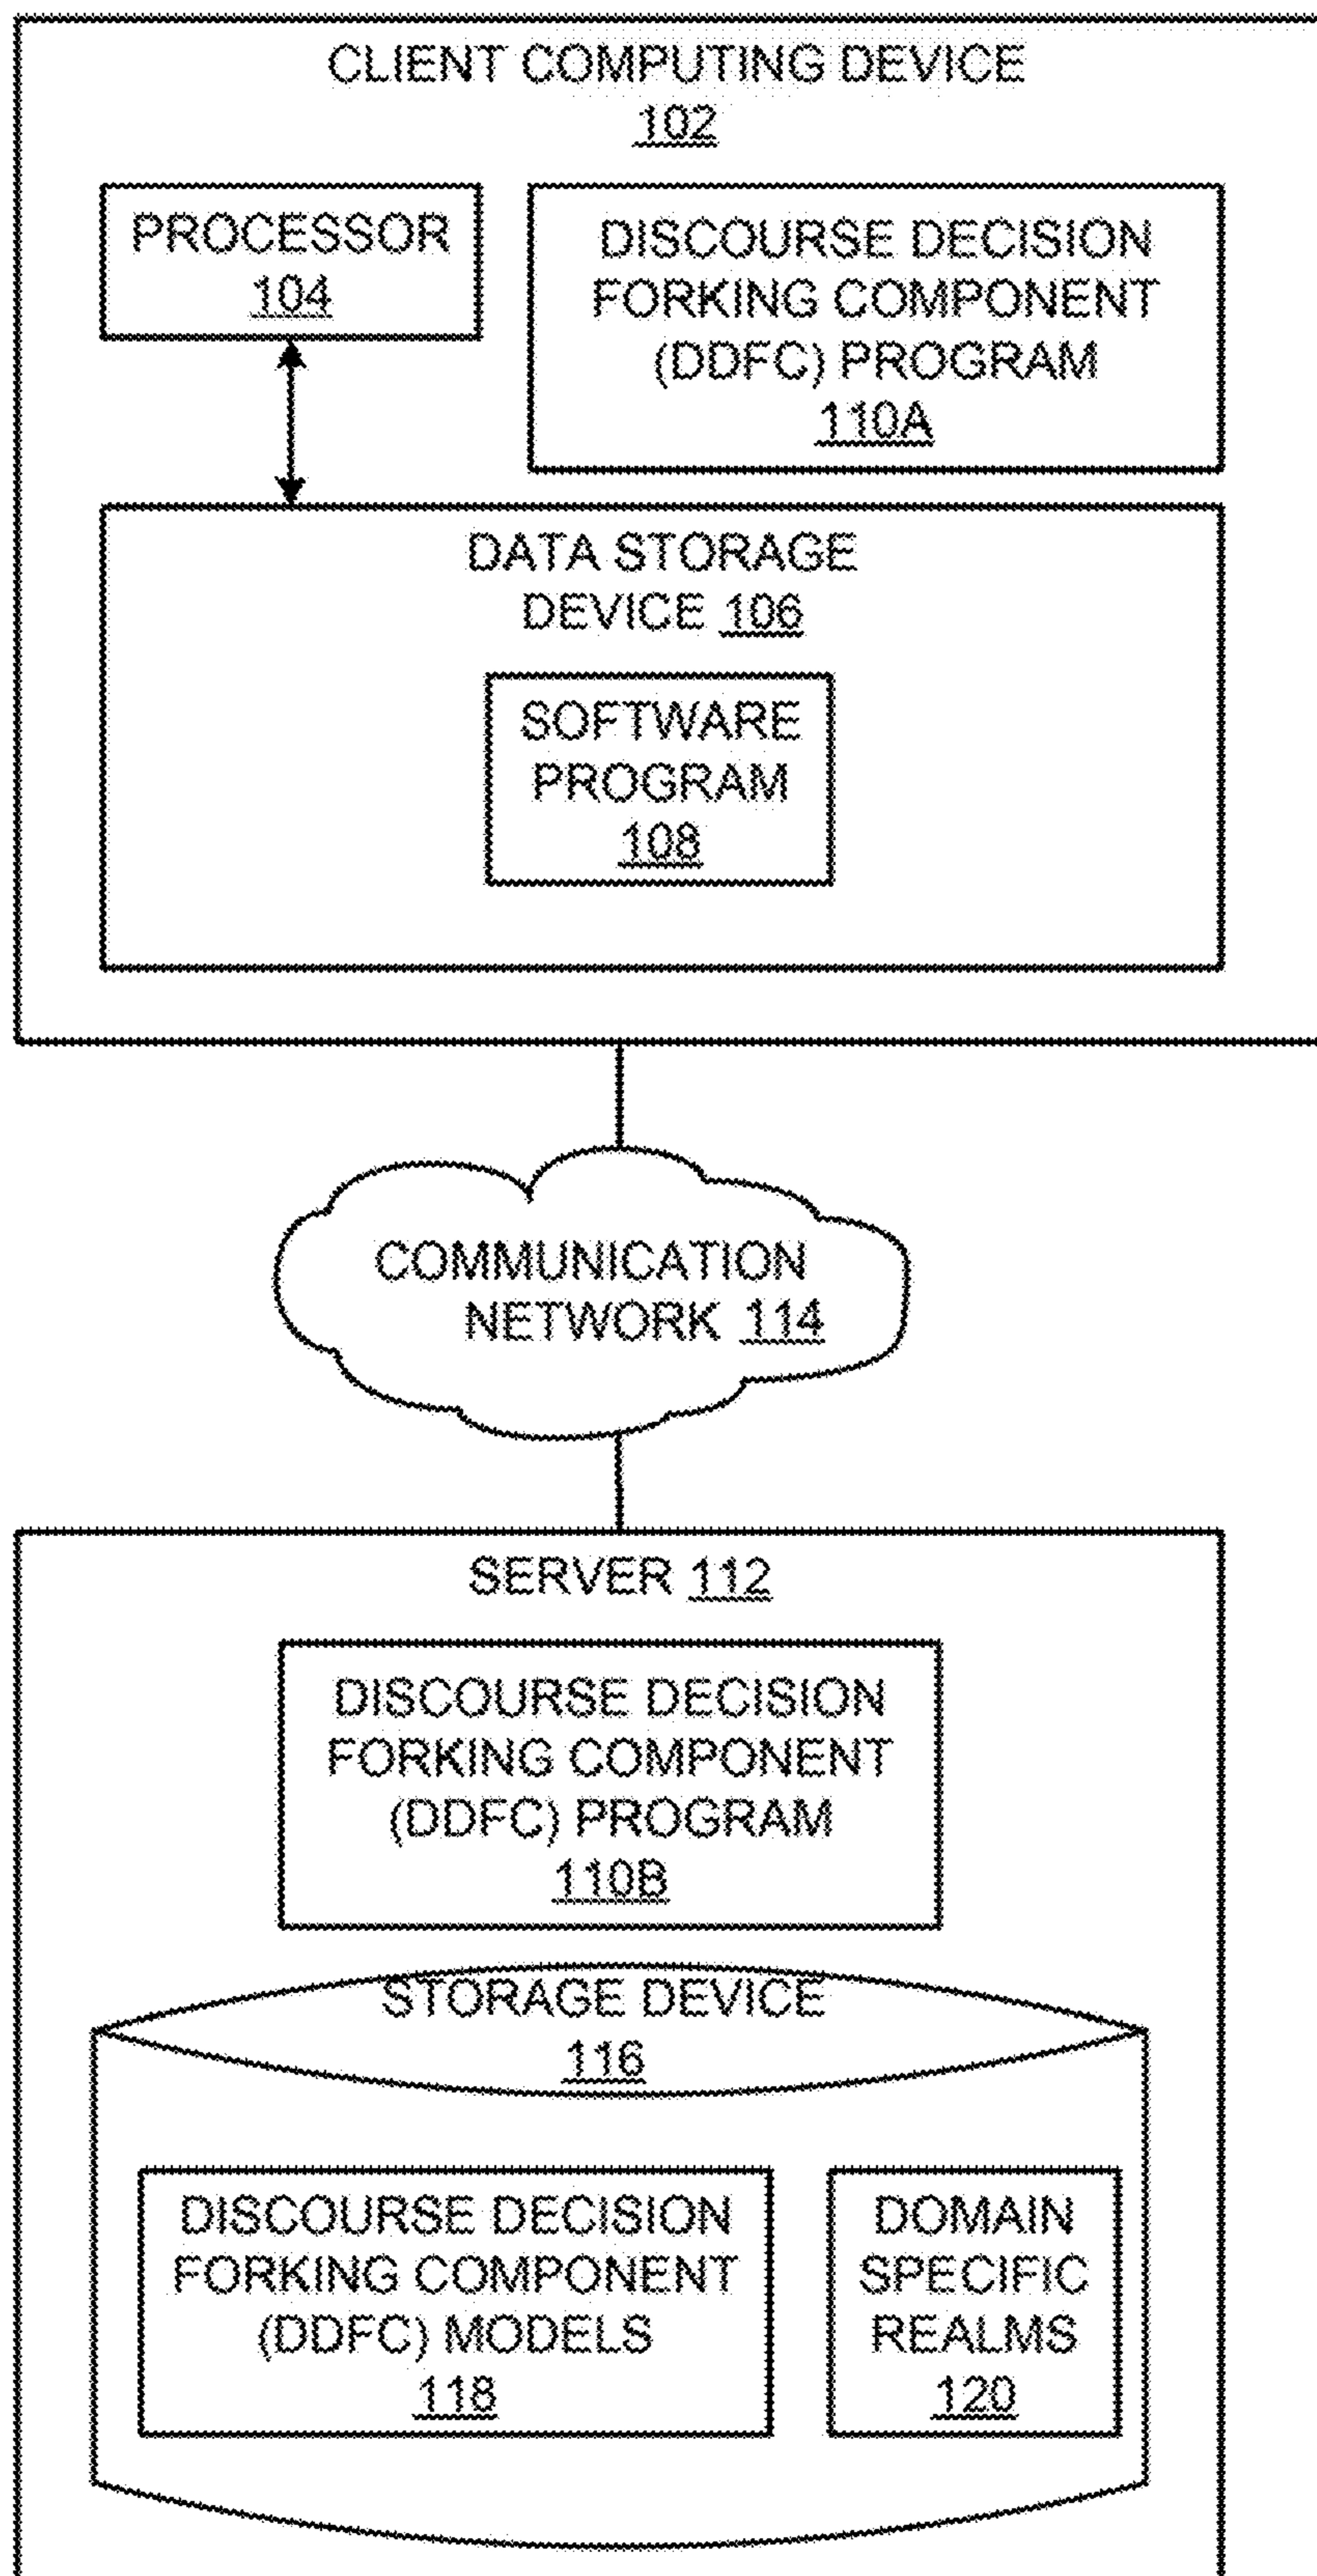 CLIENT COMPUTING DEVICE
102
PROCESSOR
104
DISCOURSE DECISION
FORKING COMPONENT
(DDFC) PROGRAM
110A
DATA STORAGE
DEVICE 106
SOFTWARE
PROGRAM
108
COMMUNICATION
NETWORK 114
SERVER 112
DISCOURSE DECISION
FORKING COMPONENT
(DDFC) PROGRAM
110B
STORAGE DEVICE
116
DISCOURSE DECISION
FORKING COMPONENT
(DDFC) MODELS
118
DOMAIN
SPECIFIC
REALMS
120